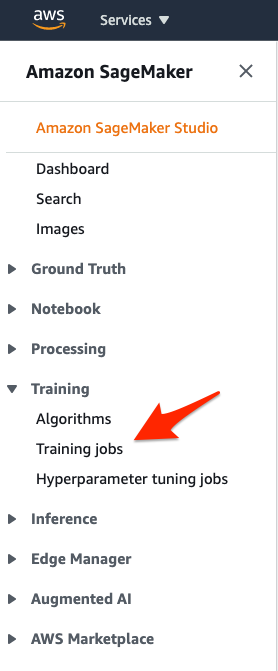 aws
Services
Amazon SageMaker
Amazon SageMaker Studio
Dashboard
Search
Images
Ground Truth
Notebook
Processing
Training
Algorithms
Training jobs
Hyperparameter tuning jobs
Inference
Edge Manager
Augmented AI
AWS Marketplace